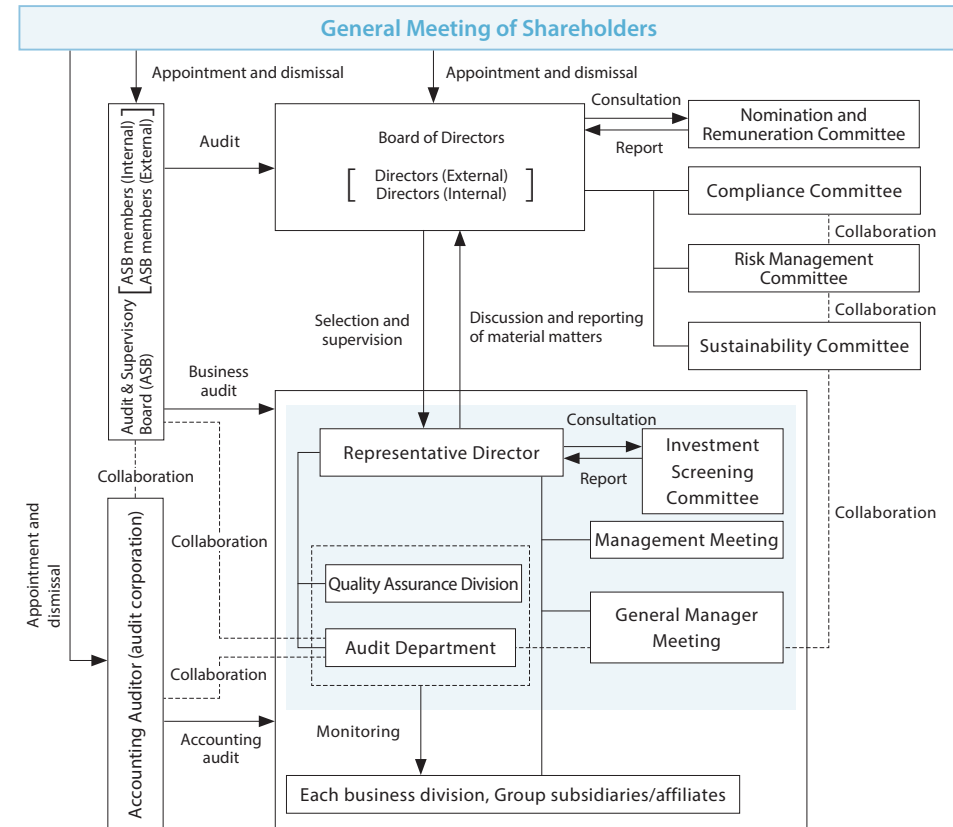 General Meeting of Shareholders
Appointment and dismissal
Appointment and dismissal
Audit & Supervisory
Board (ASB)
[ASB members (Internal)
ASB members (External)]
Audit
Board of Directors
[Directors (External)
Directors (Internal)]
Consultation
Report
Nomination and
Remuneration Committee
Compliance Committee
Collaboration
Risk Management
Committee
Collaboration
Sustainability Committee
Selection and
supervision
Discussion and reporting
of material matters
Business
audit
Representative Director
Consultation
Report
Investment
Screening
Committee
Collaboration
Management Meeting
Collaboration
Collaboration
Quality Assurance Division
General Manager
Meeting
Audit Department
Appointment and
dismissal
Accounting Auditor (audit corporation)
Collaboration
Accounting
audit
Monitoring
Each business division, Group subsidiaries/affiliates